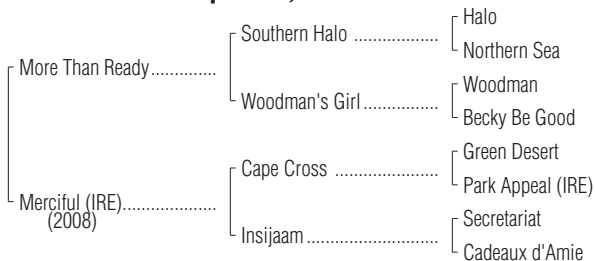 Halo
Southern Halo ..................
Northern Sea
More Than Ready..............
Woodman
Woodman's Girl ................
Becky Be Good
Green Desert
Cape Cross .....................
Park Appeal (IRE)
Merciful (IRE)...................
(2008)
Secretariat
Insijaam ..........................
Cadeaux d'Amie